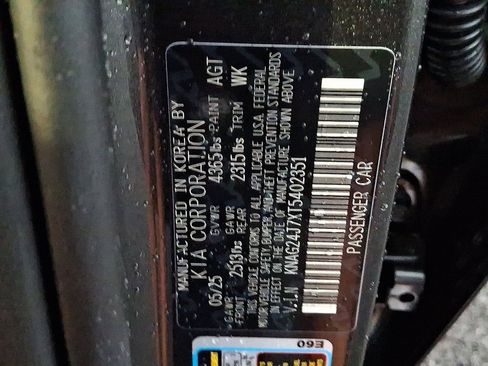 MANUFACTURED IN KOREA BY
KIA CORPORATION
05/25 GVWR 4365lbs PAINT AGT
GAWR FRONT 2513lbs GAWR REAR 2315lbs TRIM WK
THIS VEHICLE CONFORMS TO ALL APPLICABLE U.S.A. FEDERAL
MOTOR VEHICLE SAFETY, BUMPER, AND THEFT PREVENTION STANDARDS
IN EFFECT ON THE DATE OF MANUFACTURE SHOWN ABOVE
V.I.N KNAG24J7XT5402351
PASSENGER CAR
E60